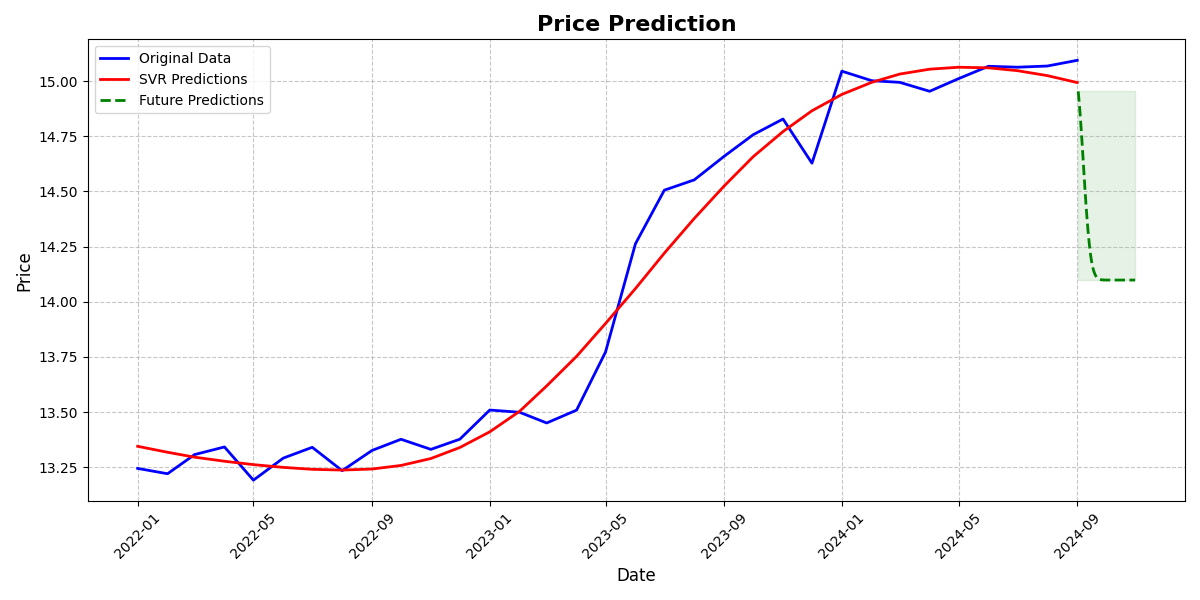 Price Prediction
Original Data
SVR Predictions
Future Predictions
Price
15.00
14.75
14.50
14.25
14.00
13.75
13.50
13.25
2022-01
2022-05
2022-09
2023-01
2023-05
2023-09
2024-01
2024-05
2024-09
Date